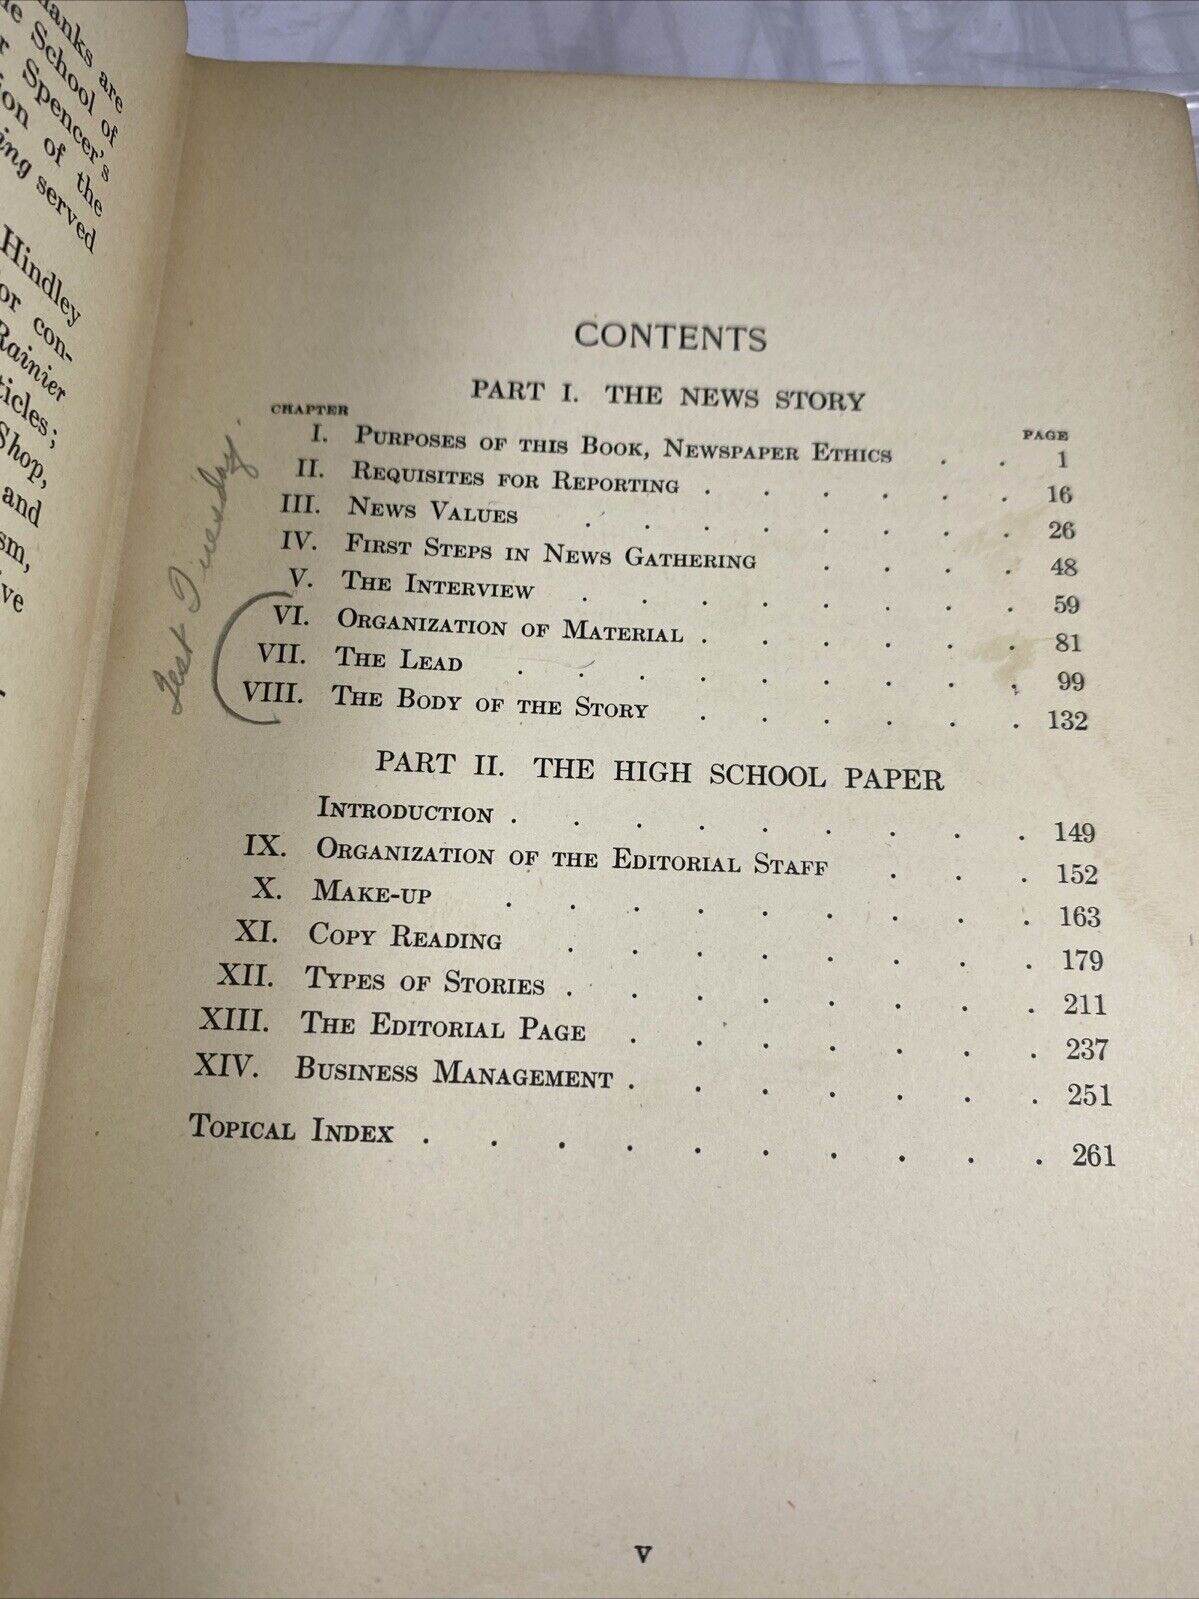 hanks are
e School of
r Spencer's
ion of the
ing served
Hindley
or con-
Rainier
ticles;
Shop,
and
sm,
ve
CONTENTS
PART I. THE NEWS STORY
CHAPTER PAGE
I. Purposes of this Book, Newspaper Ethics . . 1
II. Requisites for Reporting . . . . . . 16
III. News Values . . . . . . . . 26
IV. First Steps in News Gathering . . . . 48
V. The Interview . . . . . . . . 59
VI. Organization of Material . . . . . . 81
VII. The Lead . . . . . . . . . 99
VIII. The Body of the Story . . . . . . 132
Test Tuesday.
PART II. THE HIGH SCHOOL PAPER
Introduction . . . . . . . . . 149
IX. Organization of the Editorial Staff . . . 152
X. Make-up . . . . . . . . . 163
XI. Copy Reading . . . . . . . . 179
XII. Types of Stories . . . . . . . . 211
XIII. The Editorial Page . . . . . . . 237
XIV. Business Management . . . . . . . 251
Topical Index . . . . . . . . . . 261
v